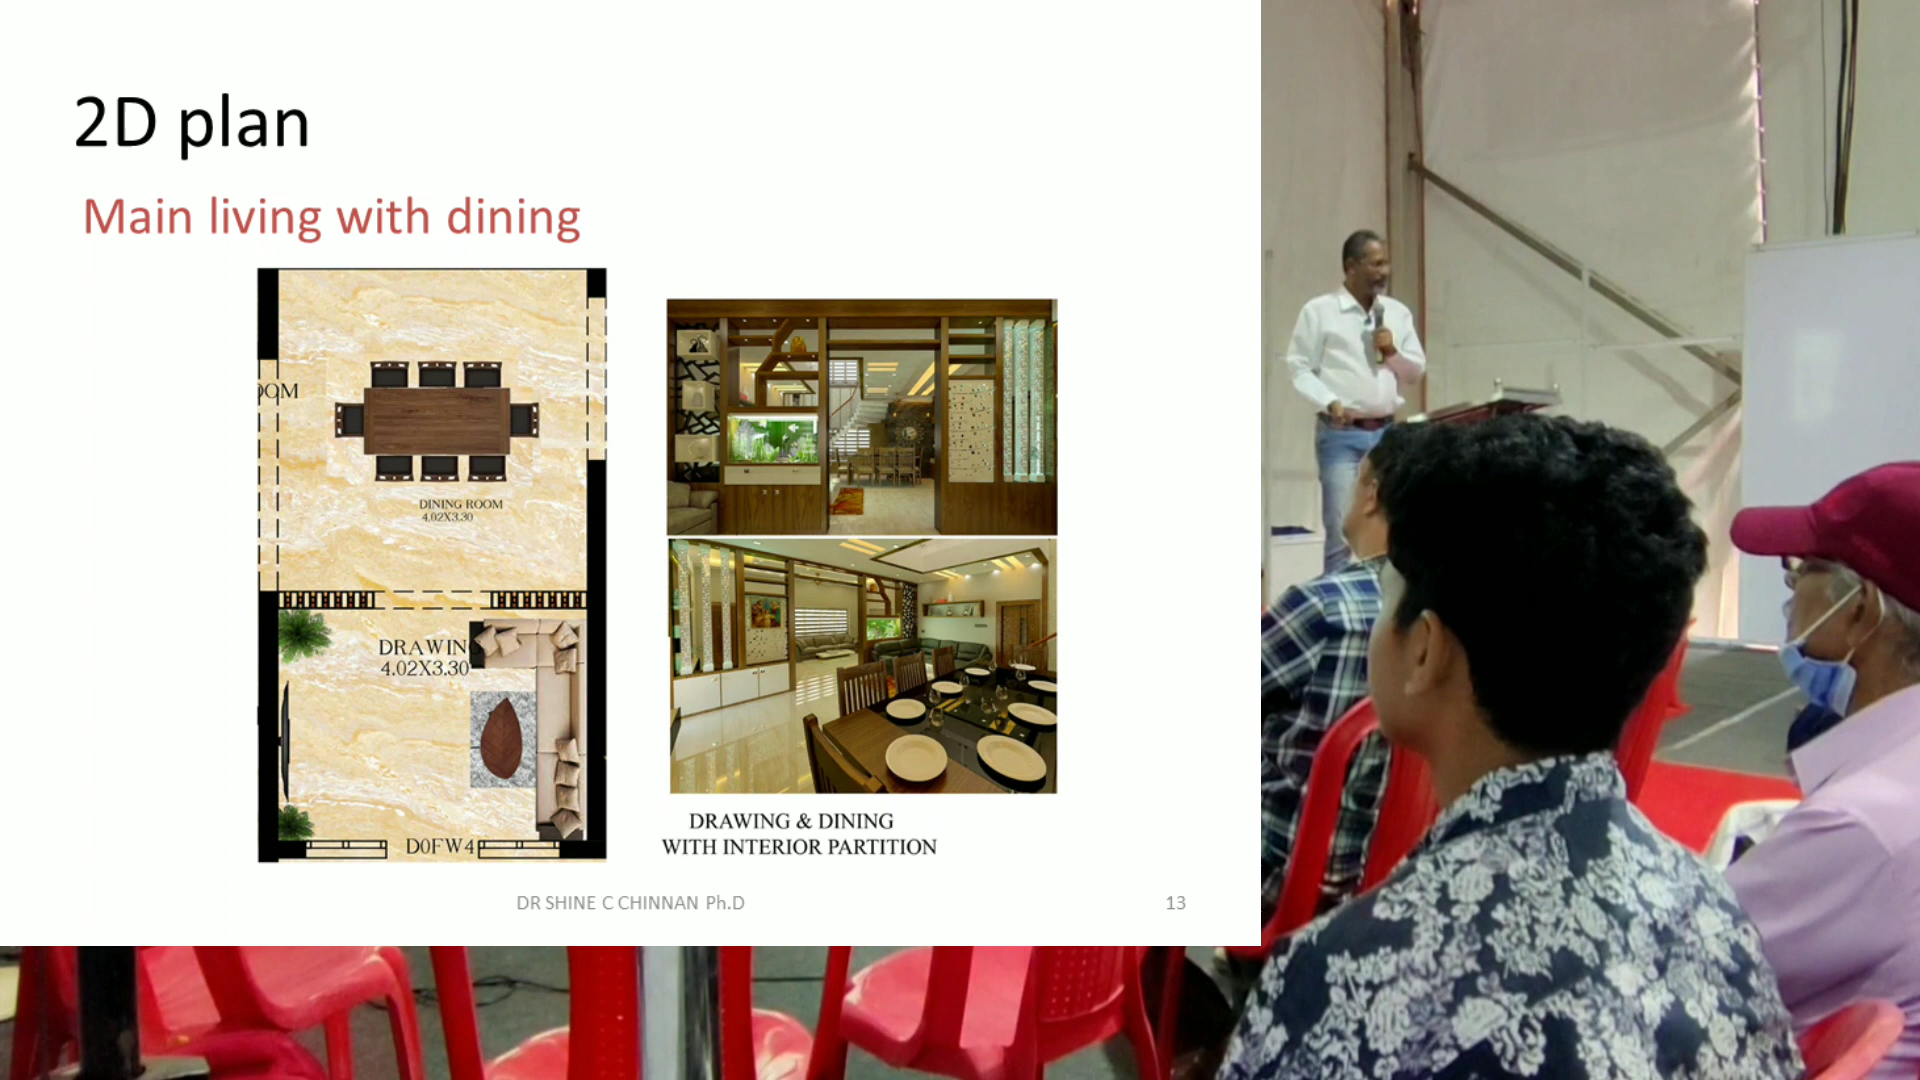 2D plan
Main living with dining
OOM
DINING ROOM
4.02X3.30
DRAWING
4.02X3.30
D0FW4
DRAWING & DINING
WITH INTERIOR PARTITION
DR SHINE C CHINNAN Ph.D
13